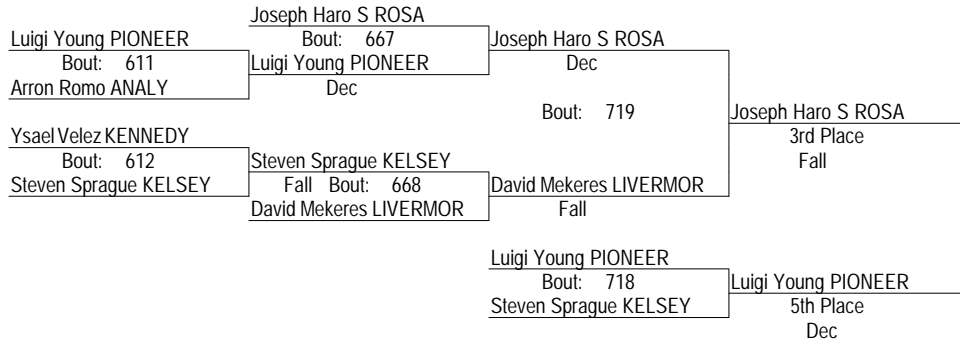 Joseph Haro S ROSA
Luigi Young PIONEER
Bout: 667
Joseph Haro S ROSA
Bout: 611
Luigi Young PIONEER
Dec
Arron Romo ANALY
Dec
Bout: 719
Joseph Haro S ROSA
Ysael Velez KENNEDY
3rd Place
Bout: 612
Steven Sprague KELSEY
Fall
Steven Sprague KELSEY
Fall Bout: 668
David Mekeres LIVERMOR
David Mekeres LIVERMOR
Fall
Luigi Young PIONEER
Bout: 718
Luigi Young PIONEER
Steven Sprague KELSEY
5th Place
Dec